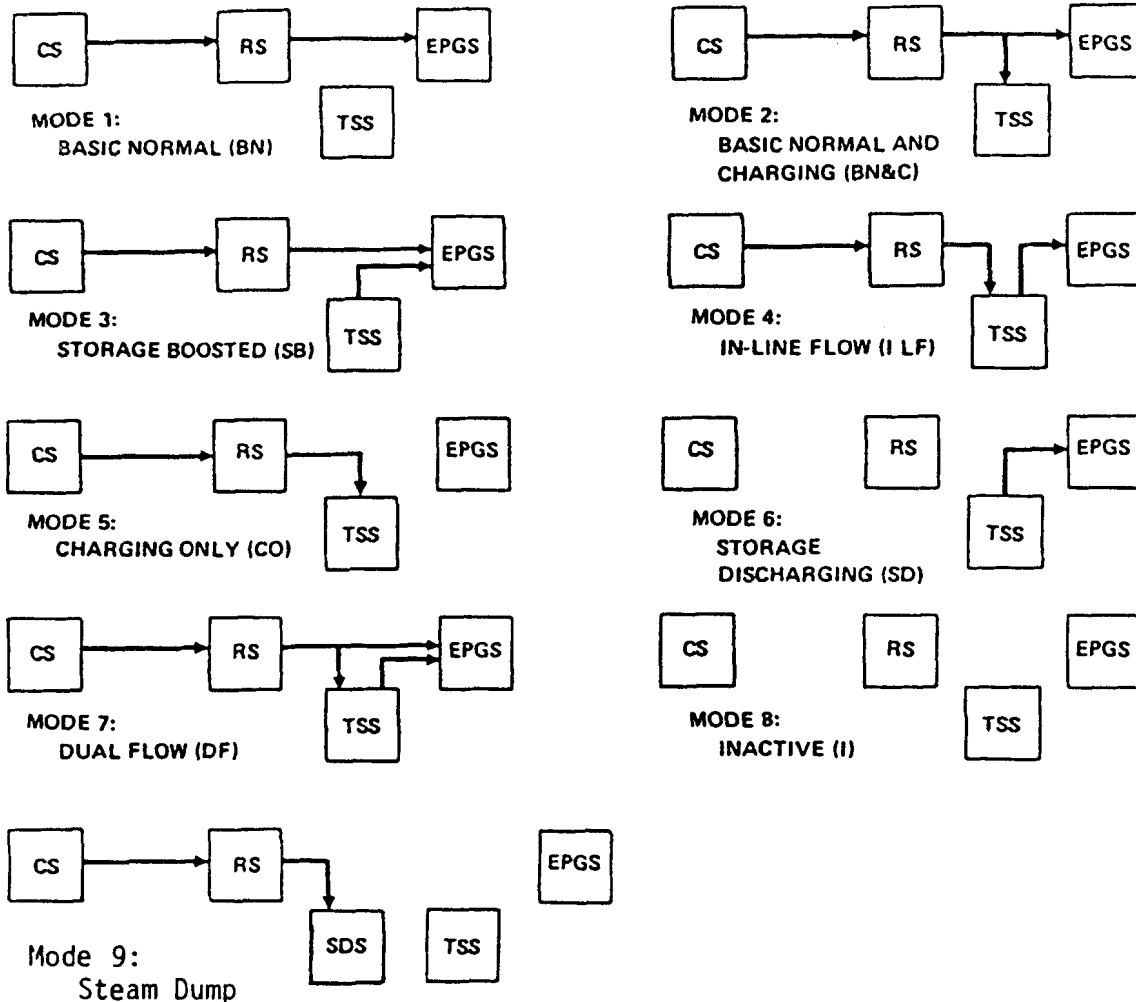 CS
RS
EPGS
TSS
MODE 1:
BASIC NORMAL (BN)
CS
RS
EPGS
TSS
MODE 2:
BASIC NORMAL AND
CHARGING (BN&C)
CS
RS
EPGS
TSS
MODE 3:
STORAGE BOOSTED (SB)
CS
RS
EPGS
TSS
MODE 4:
IN-LINE FLOW (I LF)
CS
RS
EPGS
TSS
MODE 5:
CHARGING ONLY (CO)
CS
RS
EPGS
TSS
MODE 6:
STORAGE
DISCHARGING (SD)
CS
RS
EPGS
TSS
MODE 7:
DUAL FLOW (DF)
CS
RS
EPGS
TSS
MODE 8:
INACTIVE (I)
CS
RS
EPGS
SDS
TSS
Mode 9:
Steam Dump